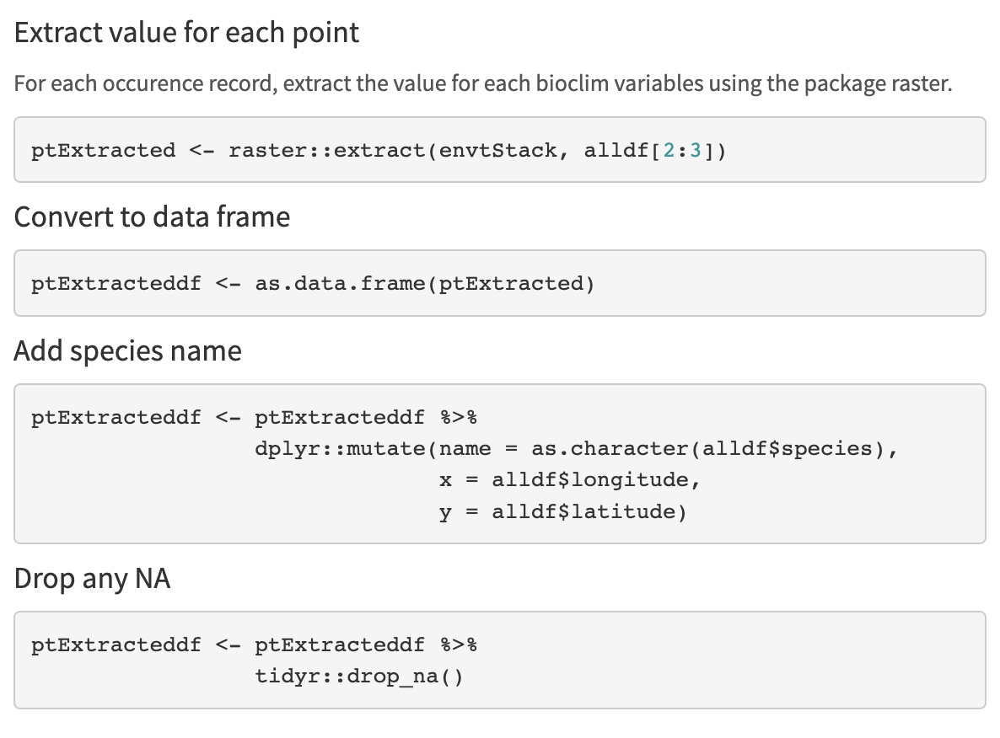 Extract value for each point
For each occurence record, extract the value for each bioclim variables using the package raster.
ptExtracted <- raster::extract(envtStack, alldf[2:3])
Convert to data frame
ptExtracteddf <- as.data.frame(ptExtracted)
Add species name
ptExtracteddf <- ptExtracteddf %>%
dplyr::mutate(name = as.character(alldf$species),
x = alldf$longitude,
y = alldf$latitude)
Drop any NA
ptExtracteddf <- ptExtracteddf %>%
tidyr::drop_na()